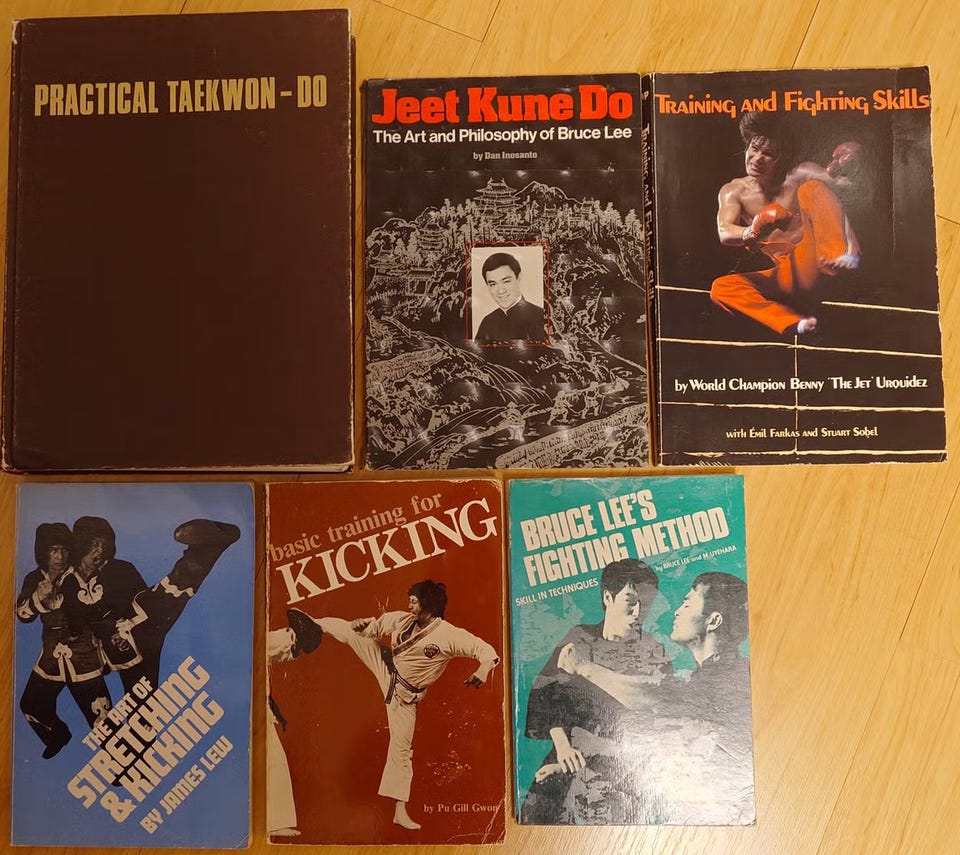 PRACTICAL TAEKWON-DO
Jeet Kune Do
The Art and Philosophy of Bruce Lee
by Dan Inosanto
Training and Fighting Skills
by World Champion Benny 'The Jet' Urquidez
with Emil Farkas and Stuart Sobel
THE ART OF
STRETCHING
& KICKING
BY JAMES LEW
basic training for
KICKING
by Pu Gill Gwon
BRUCE LEE'S
FIGHTING METHOD
by BRUCE LEE and M. UYEHARA
SKILL IN TECHNIQUES